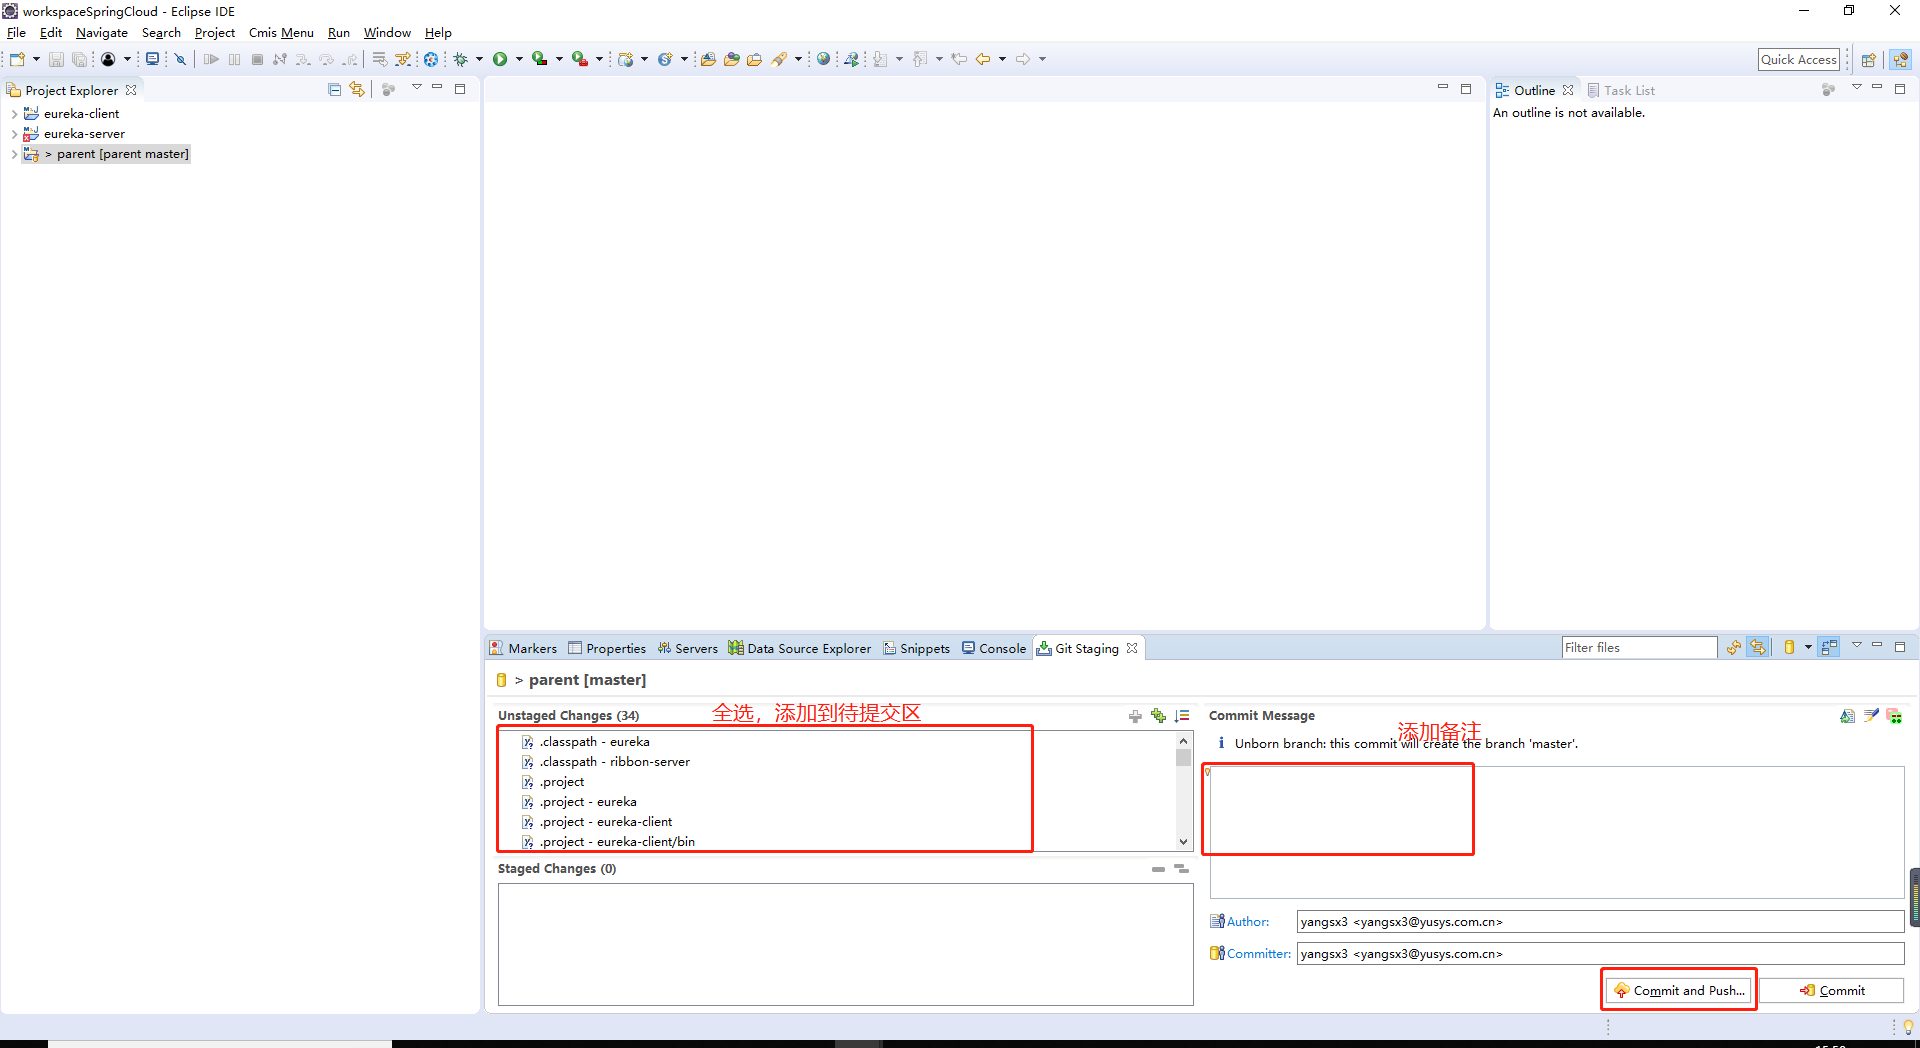 workspaceSpringCloud - Eclipse IDE
File Edit Navigate Search Project Cmis Menu Run Window Help
Quick Access
Project Explorer
eureka-client
eureka-server
> parent [parent master]
Outline Task List
An outline is not available.
Markers Properties Servers Data Source Explorer Snippets Console Git Staging
Filter files
> parent [master]
Unstaged Changes (34)
全选，添加到待提交区
.classpath - eureka
.classpath - ribbon-server
.project
.project - eureka
.project - eureka-client
.project - eureka-client/bin
Staged Changes (0)
Commit Message
添加备注
Unborn branch: this commit will create the branch 'master'.
Author: yangsx3 <yangsx3@yusys.com.cn>
Committer: yangsx3 <yangsx3@yusys.com.cn>
Commit and Push... Commit